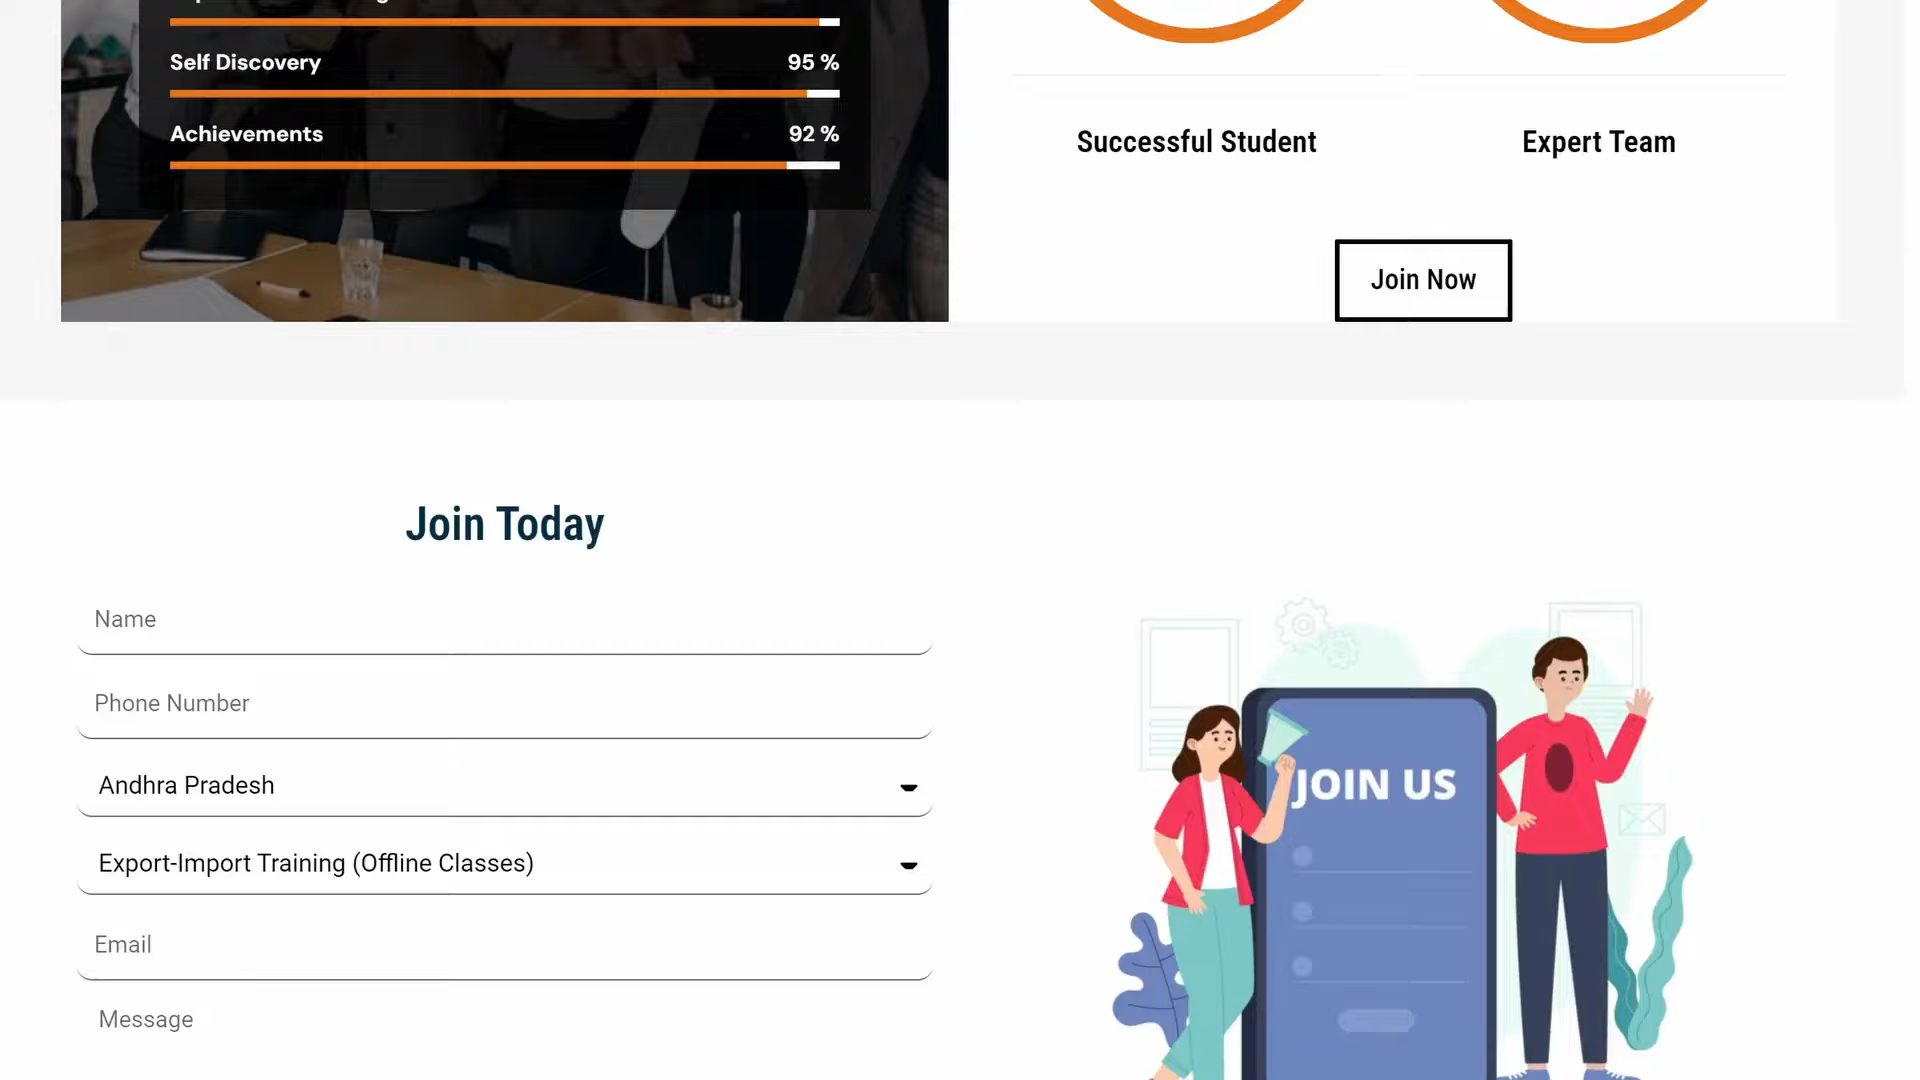 Self Discovery 95 %
Achievements 92 %
Successful Student
Expert Team
Join Now
Join Today
Name
Phone Number
Andhra Pradesh
Export-Import Training (Offline Classes)
Email
Message
JOIN US